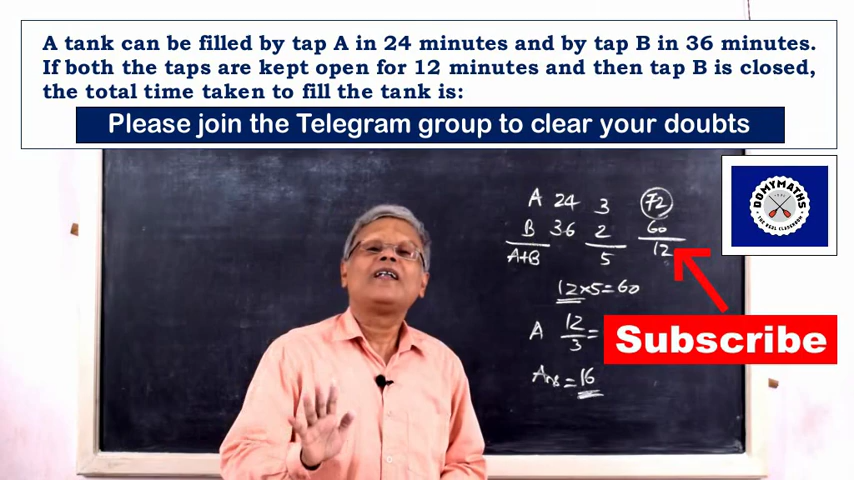 A tank can be filled by tap A in 24 minutes and by tap B in 36 minutes.
If both the taps are kept open for 12 minutes and then tap B is closed,
the total time taken to fill the tank is:
Please join the Telegram group to clear your doubts
DOMYMATHS
THE REEL CLASSROOM
A 24 3 72
B 36 2 60
A+B 5 12
12×5=60
A 12/3=
Subscribe
Ans=16